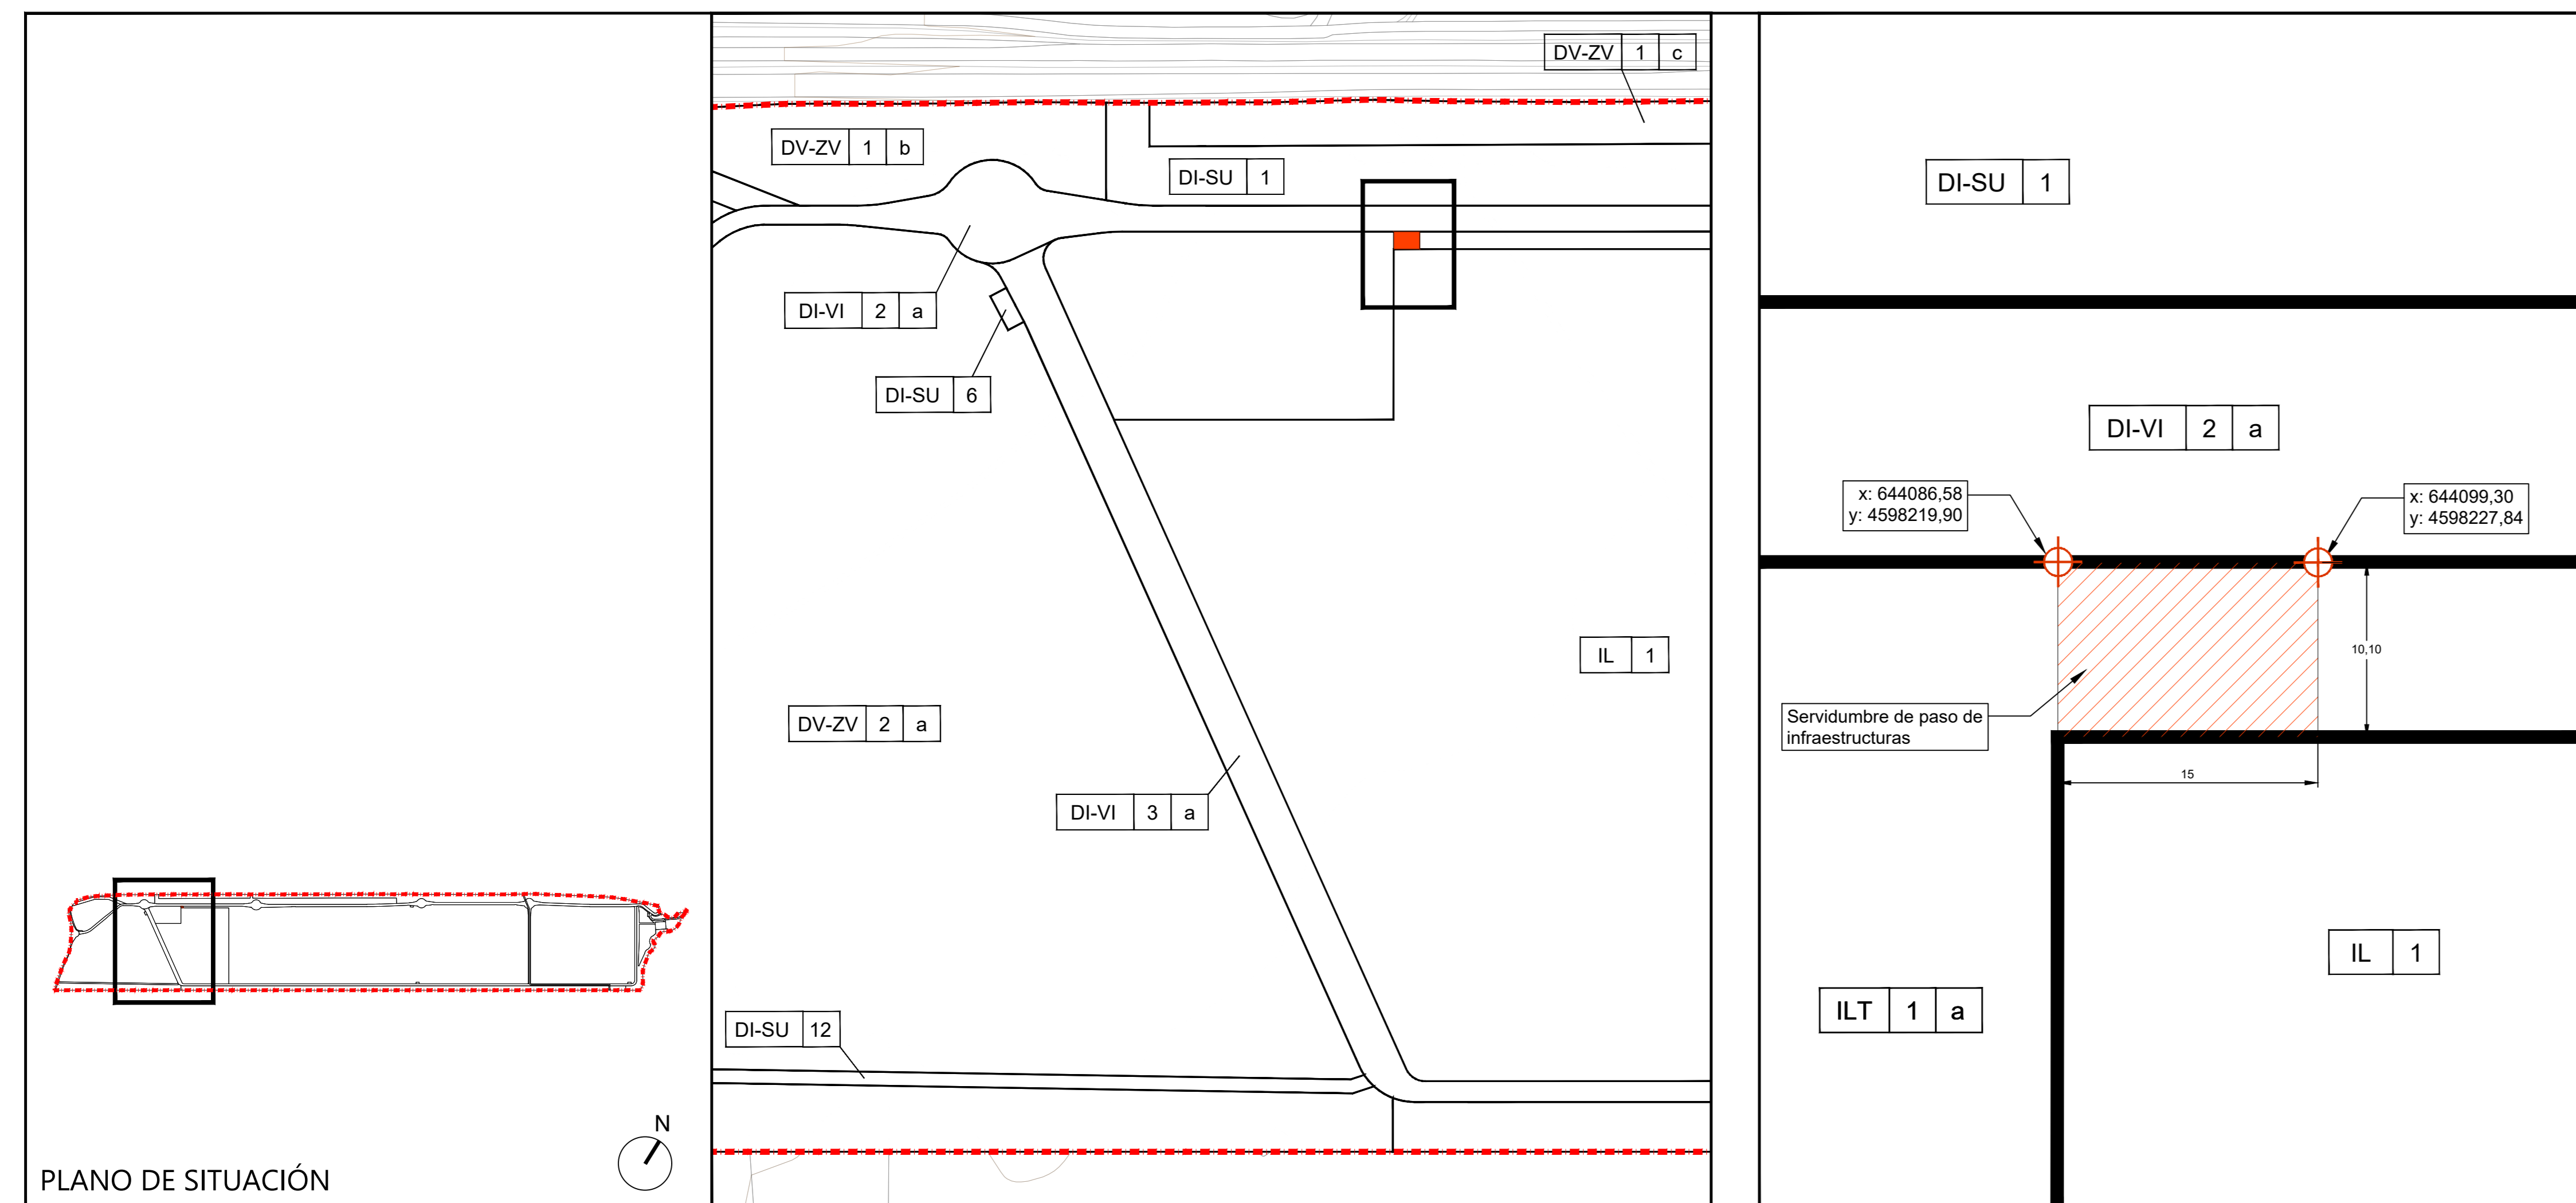 PLANO DE SITUACIÓN
N
DV-ZV 1 c
DV-ZV 1 b
DI-SU 1
DI-VI 2 a
DI-SU 6
IL 1
DV-ZV 2 a
DI-VI 3 a
DI-SU 12
DI-SU 1
DI-VI 2 a
x: 644086,58
y: 4598219,90
x: 644099,30
y: 4598227,84
10,10
Servidumbre de paso de
infraestructuras
15
IL 1
ILT 1 a